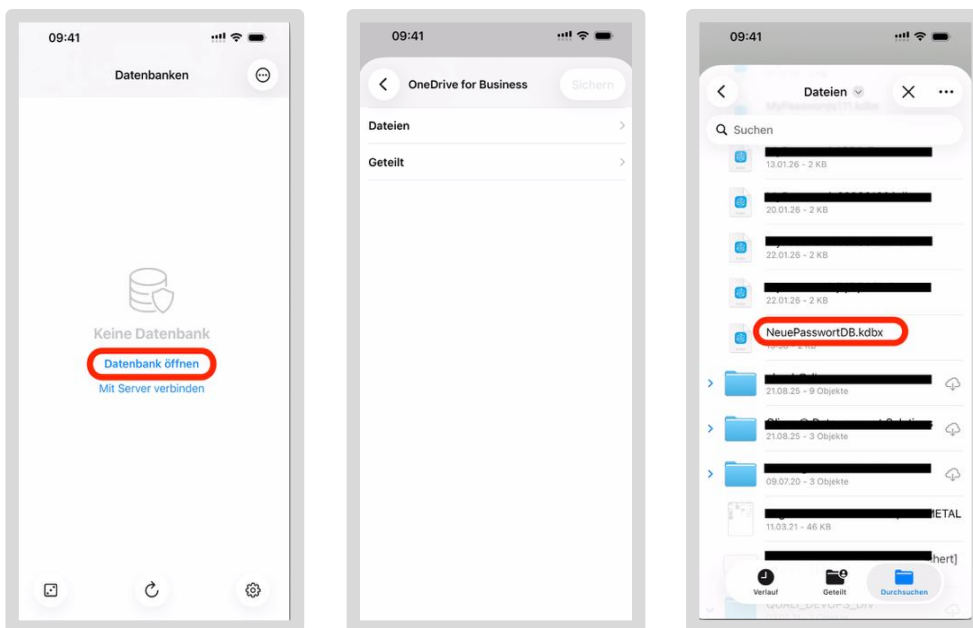 09:41
Datenbanken
Keine Datenbank
Datenbank öffnen
Mit Server verbinden
09:41
OneDrive for Business
Sichern
Dateien
Geteilt
09:41
Dateien
Suchen
13.01.26 - 2 KB
20.01.26 - 2 KB
22.01.26 - 2 KB
22.01.26 - 2 KB
NeuePasswortDB.kdbx
21.08.25 - 9 Objekte
21.08.25 - 3 Objekte
09.07.20 - 3 Objekte
METAL
11.03.21 - 46 KB
hert]
Verlauf
Geteilt
Durchsuchen